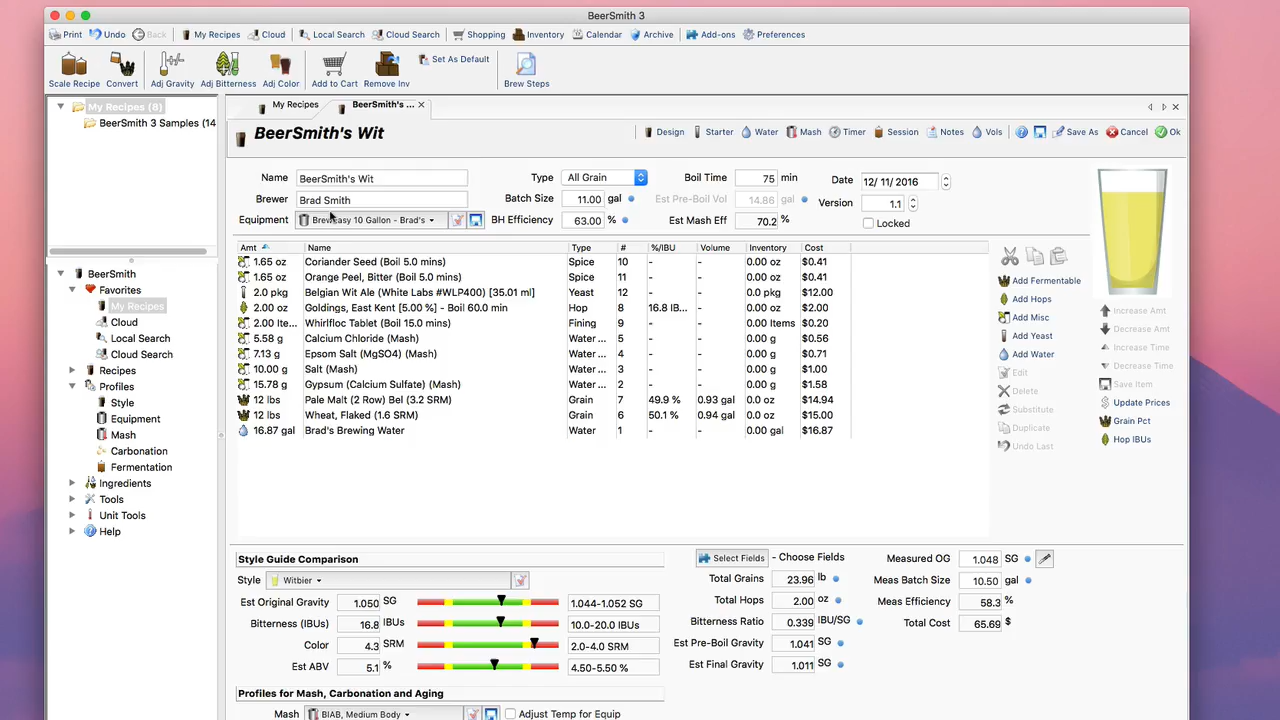 BeerSmith 3
Print Undo Back My Recipes Cloud Local Search Cloud Search Shopping Inventory Calendar Archive Add-ons Preferences
Scale Recipe Convert Adj Gravity Adj Bitterness Adj Color Add to Cart Remove Inv Set As Default Brew Steps
My Recipes (8)
BeerSmith 3 Samples (14
BeerSmith
Favorites
My Recipes
Cloud
Local Search
Cloud Search
Recipes
Profiles
Style
Equipment
Mash
Carbonation
Fermentation
Ingredients
Tools
Unit Tools
Help
My Recipes BeerSmith's ...
BeerSmith's Wit Design Starter Water Mash Timer Session Notes Vols Save As Cancel Ok
Name BeerSmith's Wit Type All Grain Boil Time 75 min Date 12/ 11/ 2016
Brewer Brad Smith Batch Size 11.00 gal Est Pre-Boil Vol 14.86 gal Version 1.1
Equipment BrewEasy 10 Gallon - Brad's BH Efficiency 63.00 % Est Mash Eff 70.2 % Locked
Amt Name Type # %/IBU Volume Inventory Cost
1.65 oz Coriander Seed (Boil 5.0 mins) Spice 10 - - 0.00 oz $0.41
1.65 oz Orange Peel, Bitter (Boil 5.0 mins) Spice 11 - - 0.00 oz $0.41
2.0 pkg Belgian Wit Ale (White Labs #WLP400) [35.01 ml] Yeast 12 - - 0.0 pkg $12.00
2.00 oz Goldings, East Kent [5.00 %] - Boil 60.0 min Hop 8 16.8 IB... - 0.00 oz $2.00
2.00 Ite... Whirlfloc Tablet (Boil 15.0 mins) Fining 9 - - 0.00 Items $0.20
5.58 g Calcium Chloride (Mash) Water ... 5 - - 0.00 g $0.56
7.13 g Epsom Salt (MgSO4) (Mash) Water ... 4 - - 0.00 g $0.71
10.00 g Salt (Mash) Water ... 3 - - 0.00 g $1.00
15.78 g Gypsum (Calcium Sulfate) (Mash) Water ... 2 - - 0.00 g $1.58
12 lbs Pale Malt (2 Row) Bel (3.2 SRM) Grain 7 49.9 % 0.93 gal 0.0 oz $14.94
12 lbs Wheat, Flaked (1.6 SRM) Grain 6 50.1 % 0.94 gal 0.0 oz $15.00
16.87 gal Brad's Brewing Water Water 1 - - 0.00 gal $16.87
Add Fermentable
Add Hops
Add Misc
Add Yeast
Add Water
Edit
Delete
Substitute
Duplicate
Undo Last
Increase Amt
Decrease Amt
Increase Time
Decrease Time
Save Item
Update Prices
Grain Pct
Hop IBUs
Style Guide Comparison
Style Witbier
Est Original Gravity 1.050 SG 1.044-1.052 SG
Bitterness (IBUs) 16.8 IBUs 10.0-20.0 IBUs
Color 4.3 SRM 2.0-4.0 SRM
Est ABV 5.1 % 4.50-5.50 %
Select Fields - Choose Fields
Total Grains 23.96 lb
Total Hops 2.00 oz
Bitterness Ratio 0.339 IBU/SG
Est Pre-Boil Gravity 1.041 SG
Est Final Gravity 1.011 SG
Measured OG 1.048 SG
Meas Batch Size 10.50 gal
Meas Efficiency 58.3 %
Total Cost 65.69 $
Profiles for Mash, Carbonation and Aging
Mash BIAB, Medium Body Adjust Temp for Equip